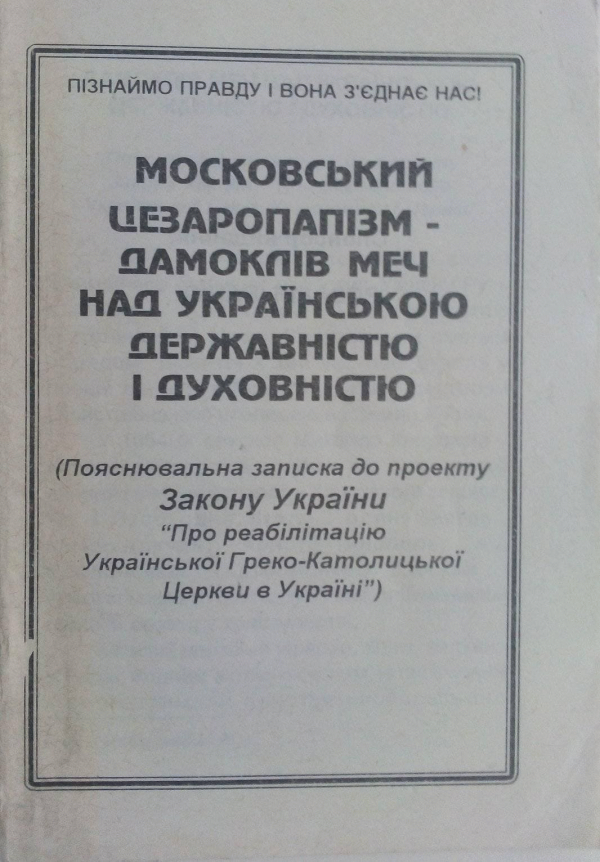 ПІЗНАЙМО ПРАВДУ І ВОНА З'ЄДНАЄ НАС!
МОСКОВСЬКИЙ
ЦЕЗАРОПАПІЗМ -
ДАМОКЛІВ МЕЧ
НАД УКРАЇНСЬКОЮ
ДЕРЖАВНІСТЮ
І ДУХОВНІСТЮ
(Пояснювальна записка до проекту
Закону України
“Про реабілітацію
Української Греко-Католицької
Церкви в Україні”)